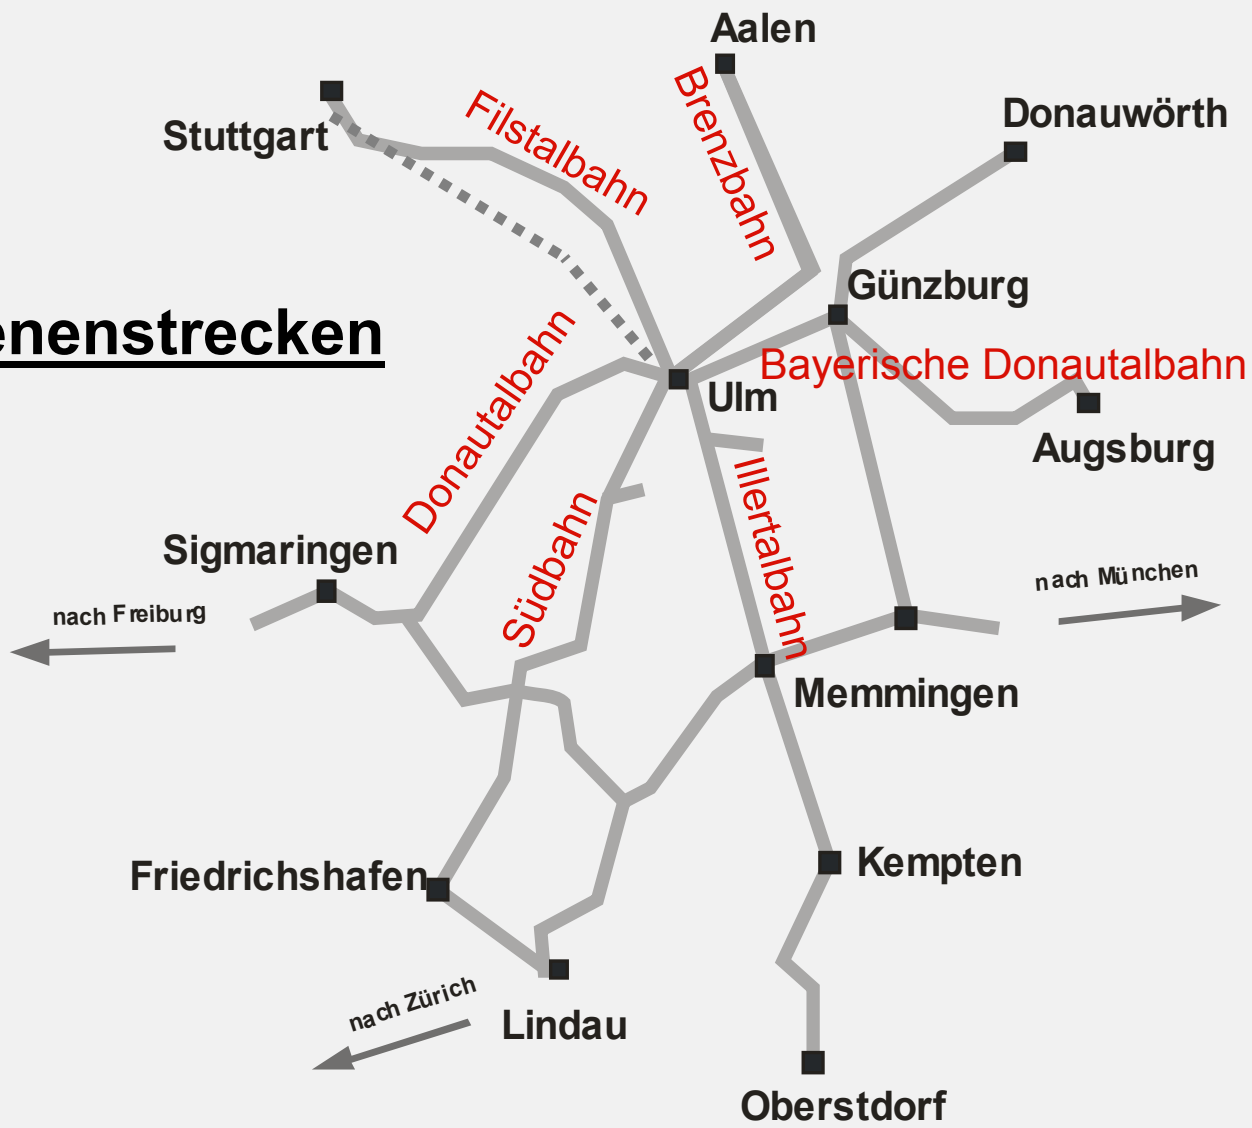 Aalen
Filstalbahn
Brenzbahn
Donauwörth
Stuttgart
Günzburg
enenstrecken
Donautalbahn
Bayerische Donautalbahn
Ulm
Augsburg
Illertalbahn
Südbahn
Sigmaringen
nach Freiburg
nach München
Memmingen
Friedrichshafen
Kempten
nach Zürich
Lindau
Oberstdorf